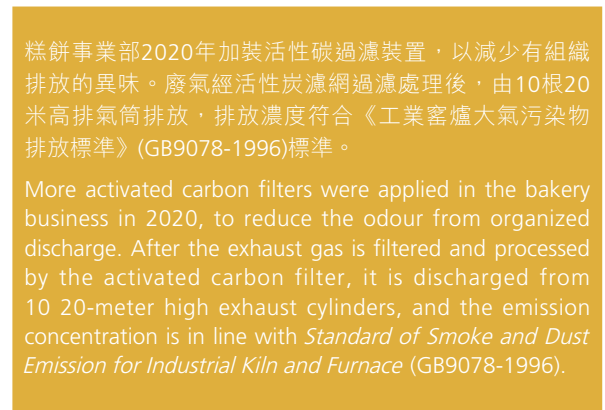 糕餅事業部2020年加裝活性碳過濾裝置，以減少有組織
排放的異味。廢氣經活性炭濾網過濾處理後，由10根20
米高排氣筒排放，排放濃度符合《工業窰爐大氣污染物
排放標準》(GB9078-1996)標準。
More activated carbon filters were applied in the bakery
business in 2020, to reduce the odour from organized
discharge. After the exhaust gas is filtered and processed
by the activated carbon filter, it is discharged from
10 20-meter high exhaust cylinders, and the emission
concentration is in line with Standard of Smoke and Dust
Emission for Industrial Kiln and Furnace (GB9078-1996).